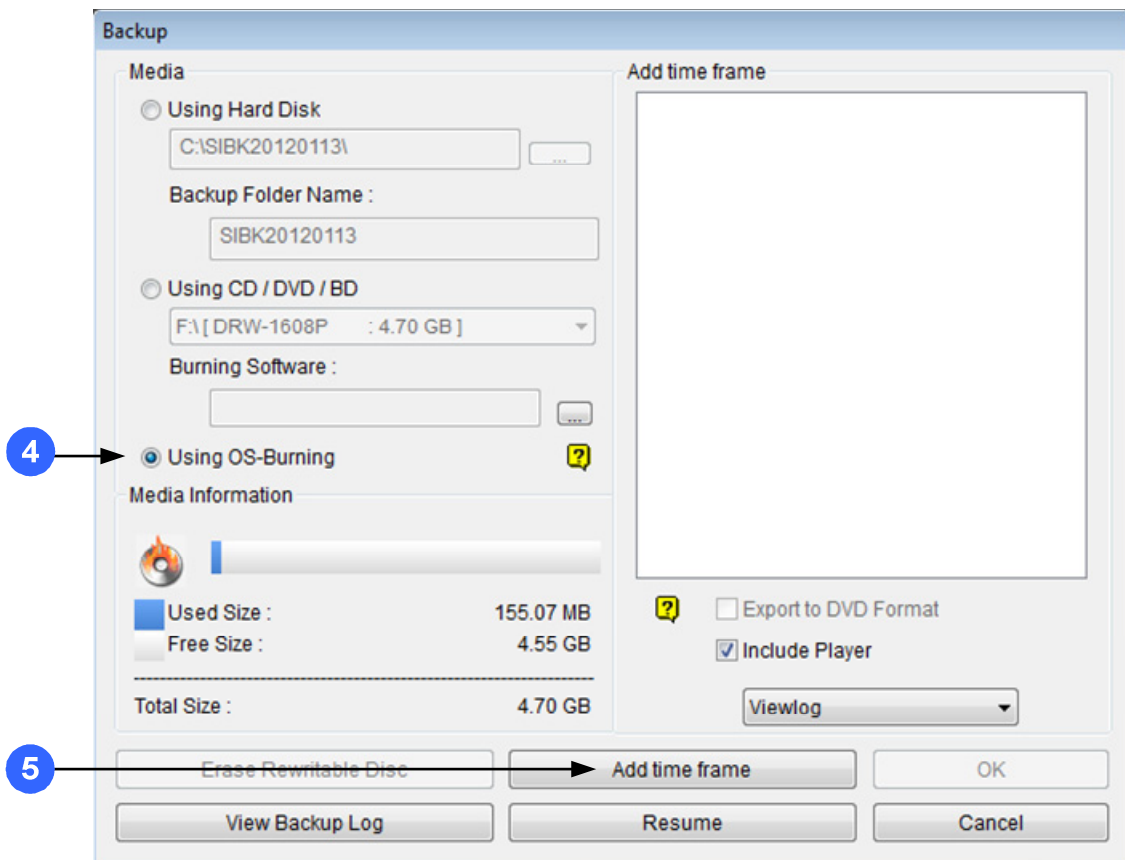 Backup
Media
Using Hard Disk
C:\SIBK20120113\
...
Backup Folder Name :
SIBK20120113
Using CD / DVD / BD
F:\ [ DRW-1608P : 4.70 GB ]
Burning Software :
...
4
Using OS-Burning
?
Media Information
Used Size : 155.07 MB
Free Size : 4.55 GB
Total Size : 4.70 GB
Add time frame
?
Export to DVD Format
Include Player
Viewlog
5
Erase Rewritable Disc
Add time frame
OK
View Backup Log
Resume
Cancel